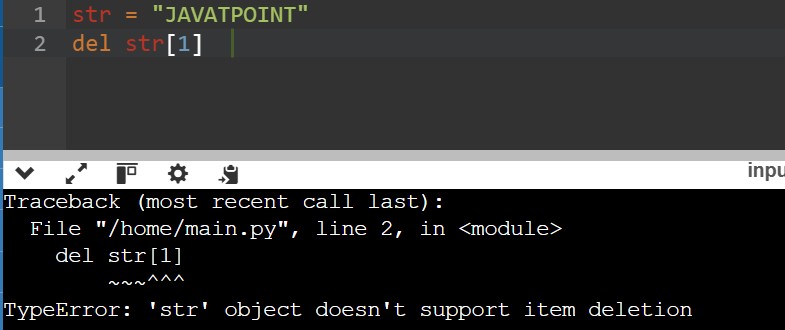 1 str = "JAVATPOINT"
2 del str[1]
inpu
Traceback (most recent call last):
  File "/home/main.py", line 2, in <module>
    del str[1]
        ~~~^^^
TypeError: 'str' object doesn't support item deletion